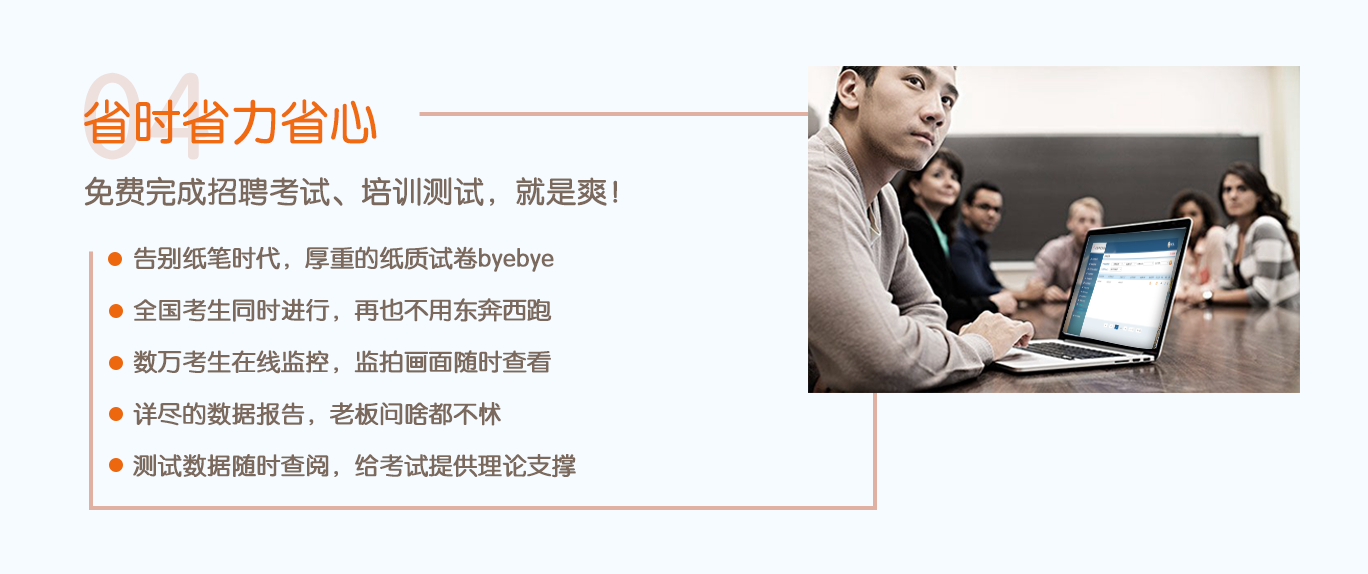 04
省时省力省心
免费完成招聘考试、培训测试，就是爽！
告别纸笔时代，厚重的纸质试卷byebye
全国考生同时进行，再也不用东奔西跑
数万考生在线监控，监拍画面随时查看
详尽的数据报告，老板问啥都不怵
测试数据随时查阅，给考试提供理论支撑